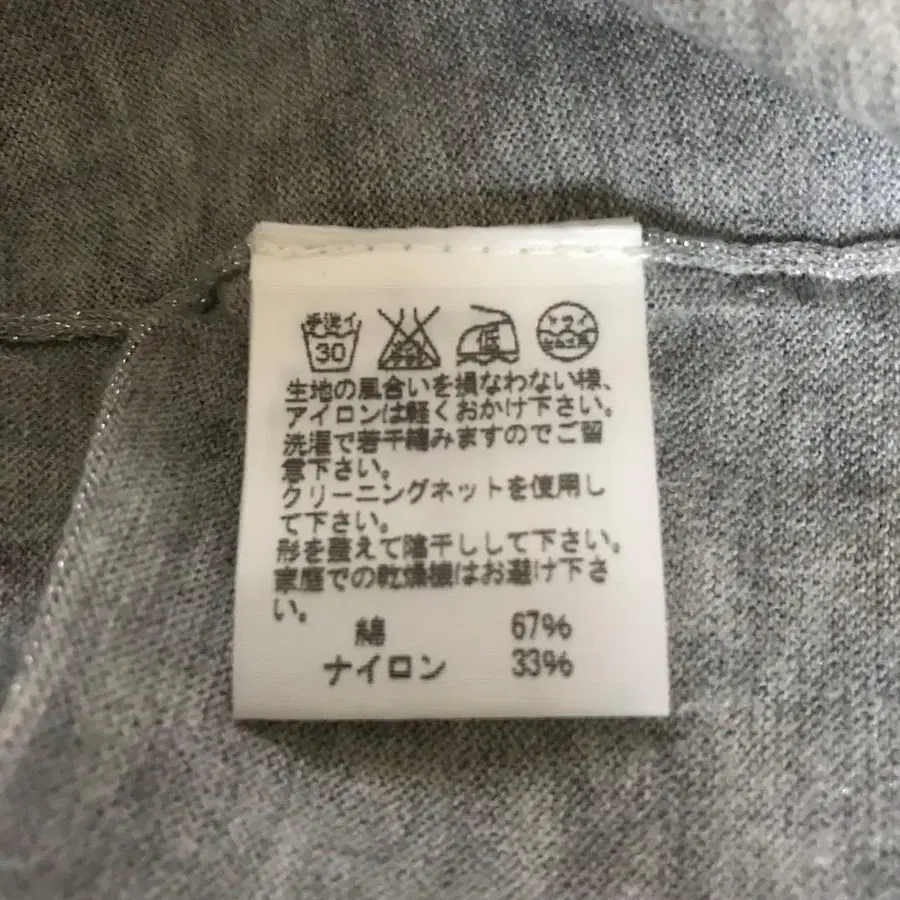 手洗イ
30
低
ドライ
セキユ系
生地の風合いを損なわない様、
アイロンは軽くおかけ下さい。
洗濯で若干縮みますのでご留
意下さい。
クリーニングネットを使用し
て下さい。
形を整えて陰干しして下さい。
家庭での乾燥機はお避け下さ
い。
綿 67%
ナイロン 33%